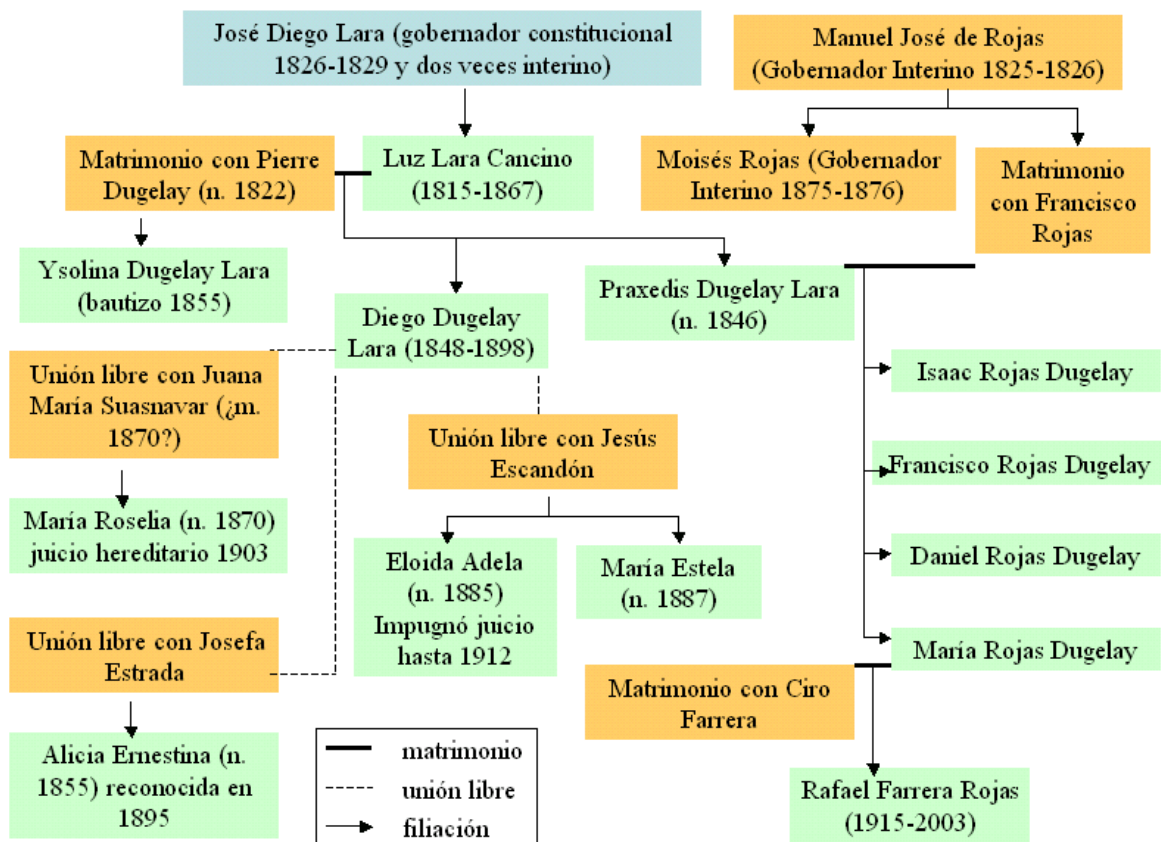 José Diego Lara (gobernador constitucional
1826-1829 y dos veces interino)
Manuel José de Rojas
(Gobernador Interino 1825-1826)
Matrimonio con Pierre
Dugelay (n. 1822)
Luz Lara Cancino
(1815-1867)
Moisés Rojas (Gobernador
Interino 1875-1876)
Matrimonio
con Francisco
Rojas
Ysolina Dugelay Lara
(bautizo 1855)
Diego Dugelay
Lara (1848-1898)
Praxedis Dugelay Lara
(n. 1846)
Unión libre con Juana
María Suasnavar (¿m.
1870?)
Unión libre con Jesús
Escandón
Isaac Rojas Dugelay
Francisco Rojas Dugelay
Daniel Rojas Dugelay
María Rojas Dugelay
María Roselia (n. 1870)
juicio hereditario 1903
Eloida Adela
(n. 1885)
Impugnó juicio
hasta 1912
María Estela
(n. 1887)
Unión libre con Josefa
Estrada
Matrimonio con Ciro
Farrera
Alicia Ernestina (n.
1855) reconocida en
1895
Rafael Farrera Rojas
(1915-2003)
matrimonio
unión libre
filiación